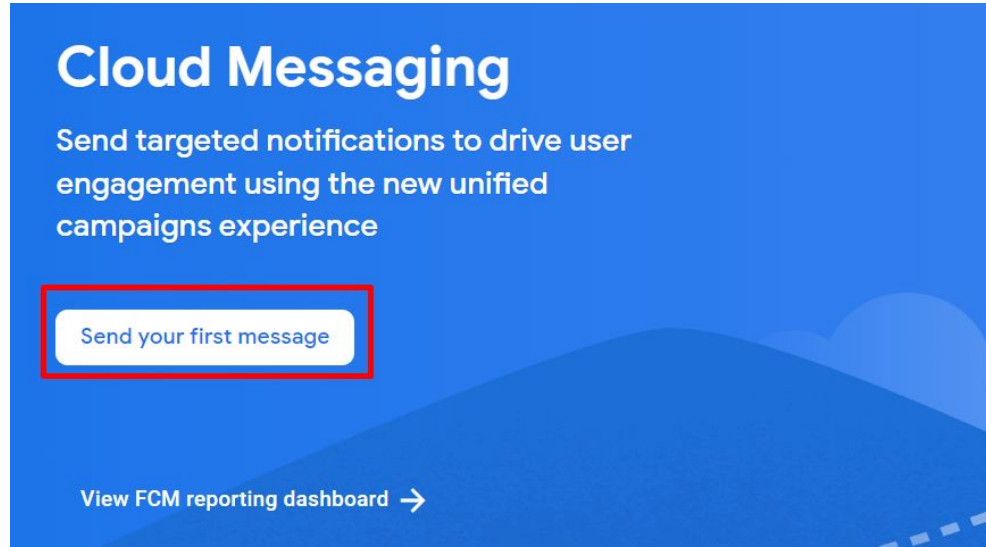 Cloud Messaging
Send targeted notifications to drive user
engagement using the new unified
campaigns experience
Send your first message
View FCM reporting dashboard →